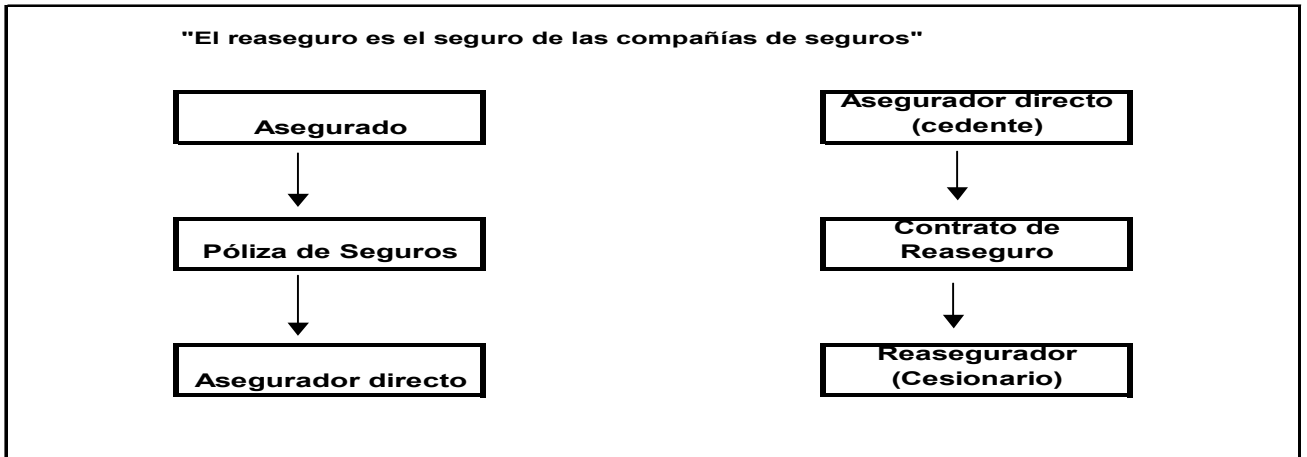 "El reaseguro es el seguro de las compañías de seguros"
Asegurado
Póliza de Seguros
Asegurador directo
Asegurador directo
(cedente)
Contrato de
Reaseguro
Reasegurador
(Cesionario)